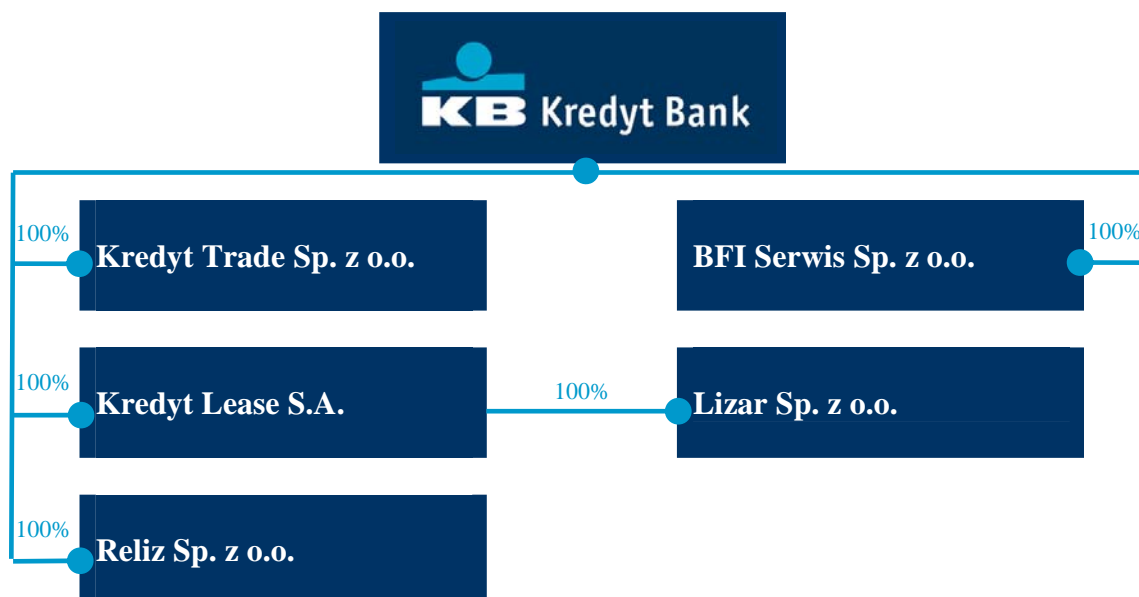 KB Kredyt Bank
100%
Kredyt Trade Sp. z o.o.
BFI Serwis Sp. z o.o.
100%
100%
Kredyt Lease S.A.
100%
Lizar Sp. z o.o.
100%
Reliz Sp. z o.o.